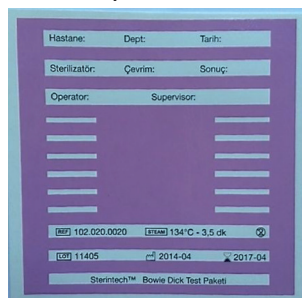 Hastane: Dept: Tarih:
Sterilizatör: Çevrim: Sonuç:
Operator: Supervisor:
REF 102.020.0020 STEAM 134°C - 3,5 dk
LOT 11405 2014-04 2017-04
Sterintech™ Bowie Dick Test Paketi